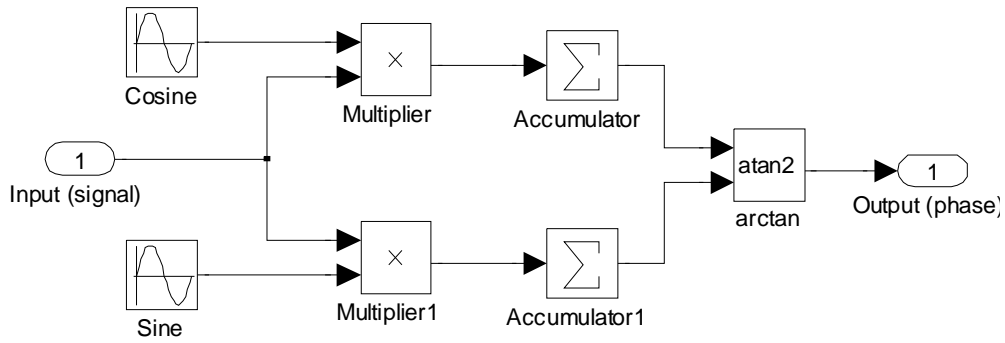 Cosine
×
Multiplier
∑
Accumulator
1
Input (signal)
atan2
arctan
1
Output (phase)
Sine
×
Multiplier1
∑
Accumulator1